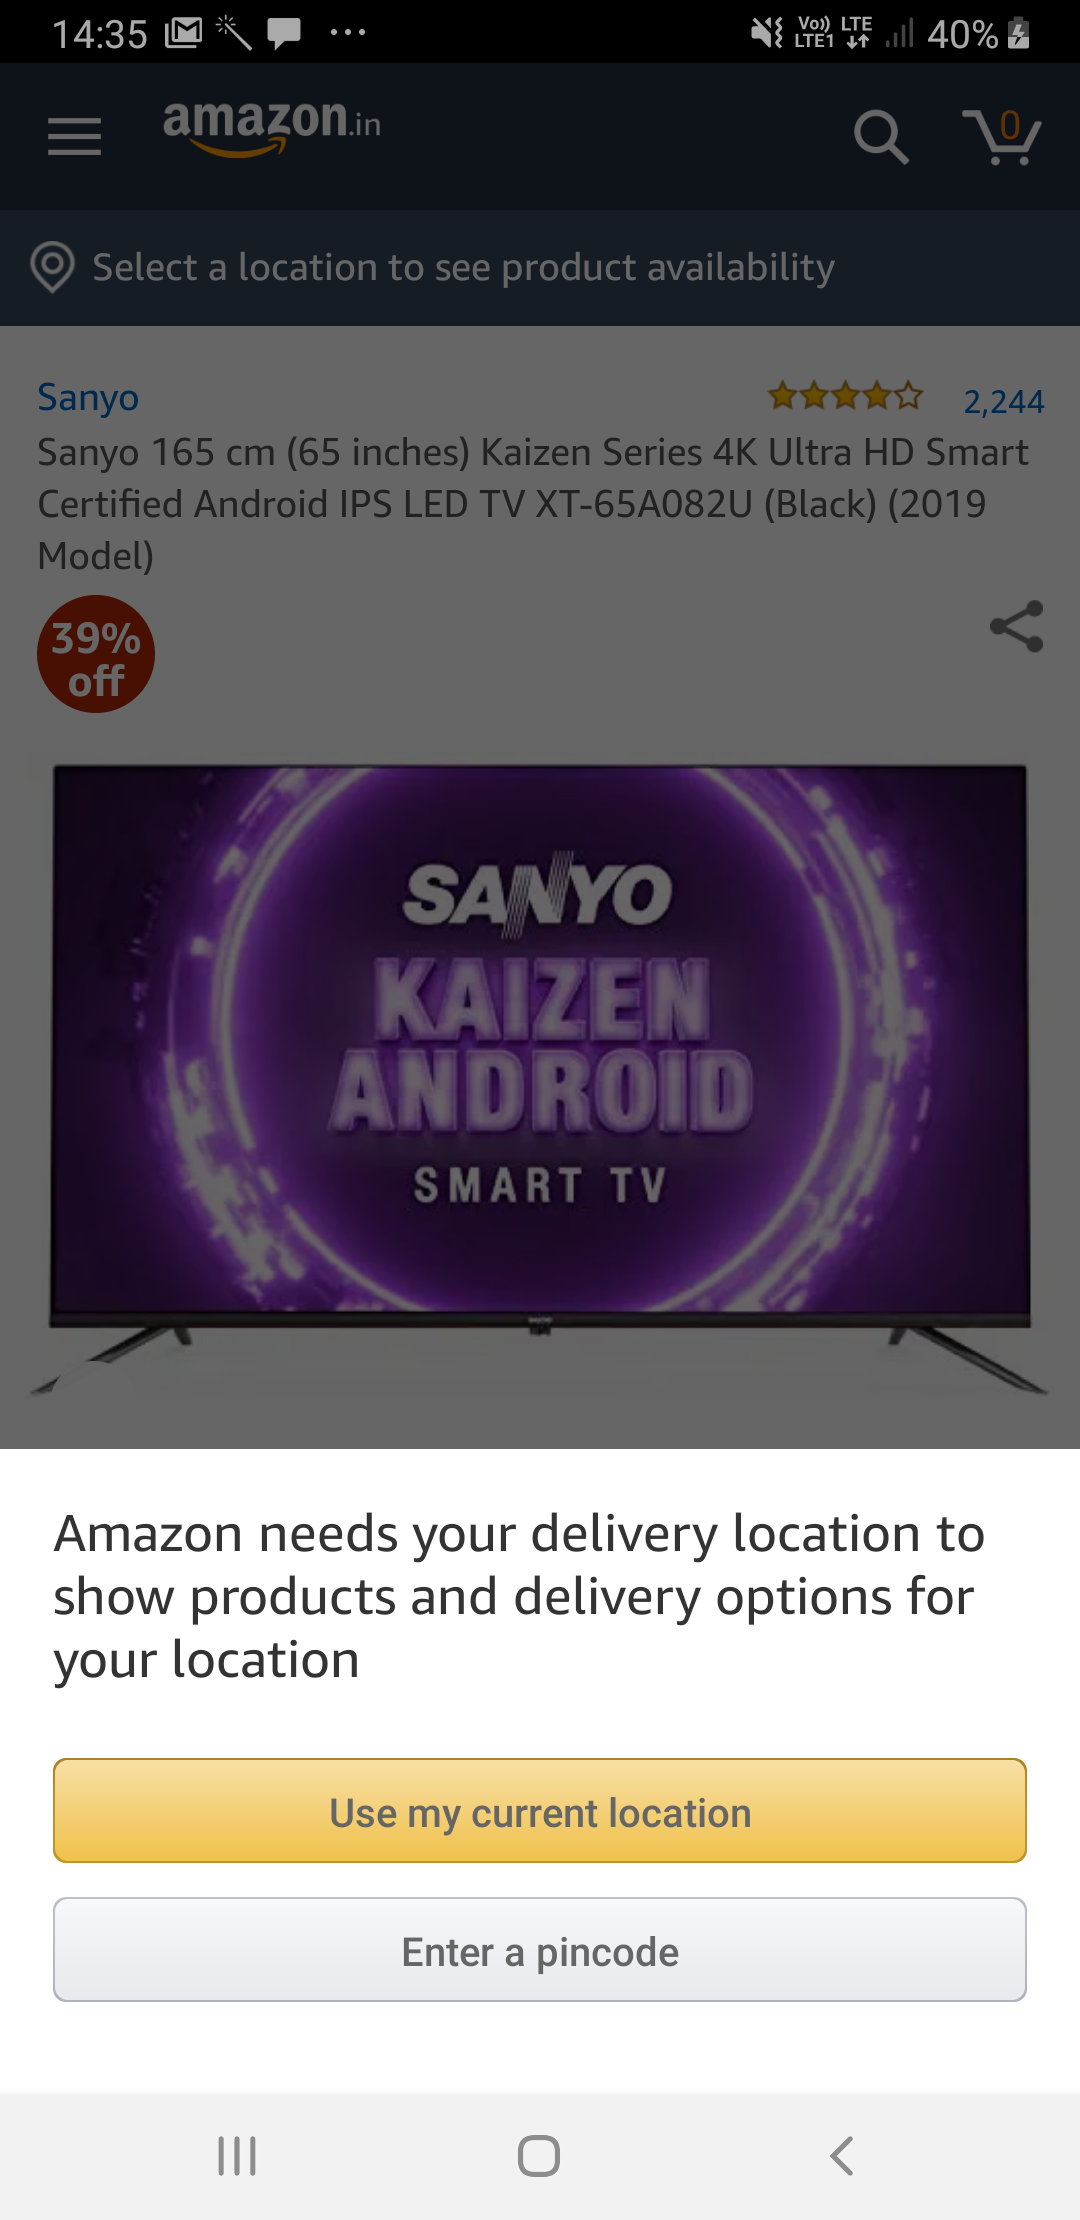 14:35
Vo)) LTE
LTE1
40%
amazon.in
0
Select a location to see product availability
Sanyo
2,244
Sanyo 165 cm (65 inches) Kaizen Series 4K Ultra HD Smart
Certified Android IPS LED TV XT-65A082U (Black) (2019
Model)
39%
off
SANYO
KAIZEN
ANDROID
SMART TV
Amazon needs your delivery location to
show products and delivery options for
your location
Use my current location
Enter a pincode